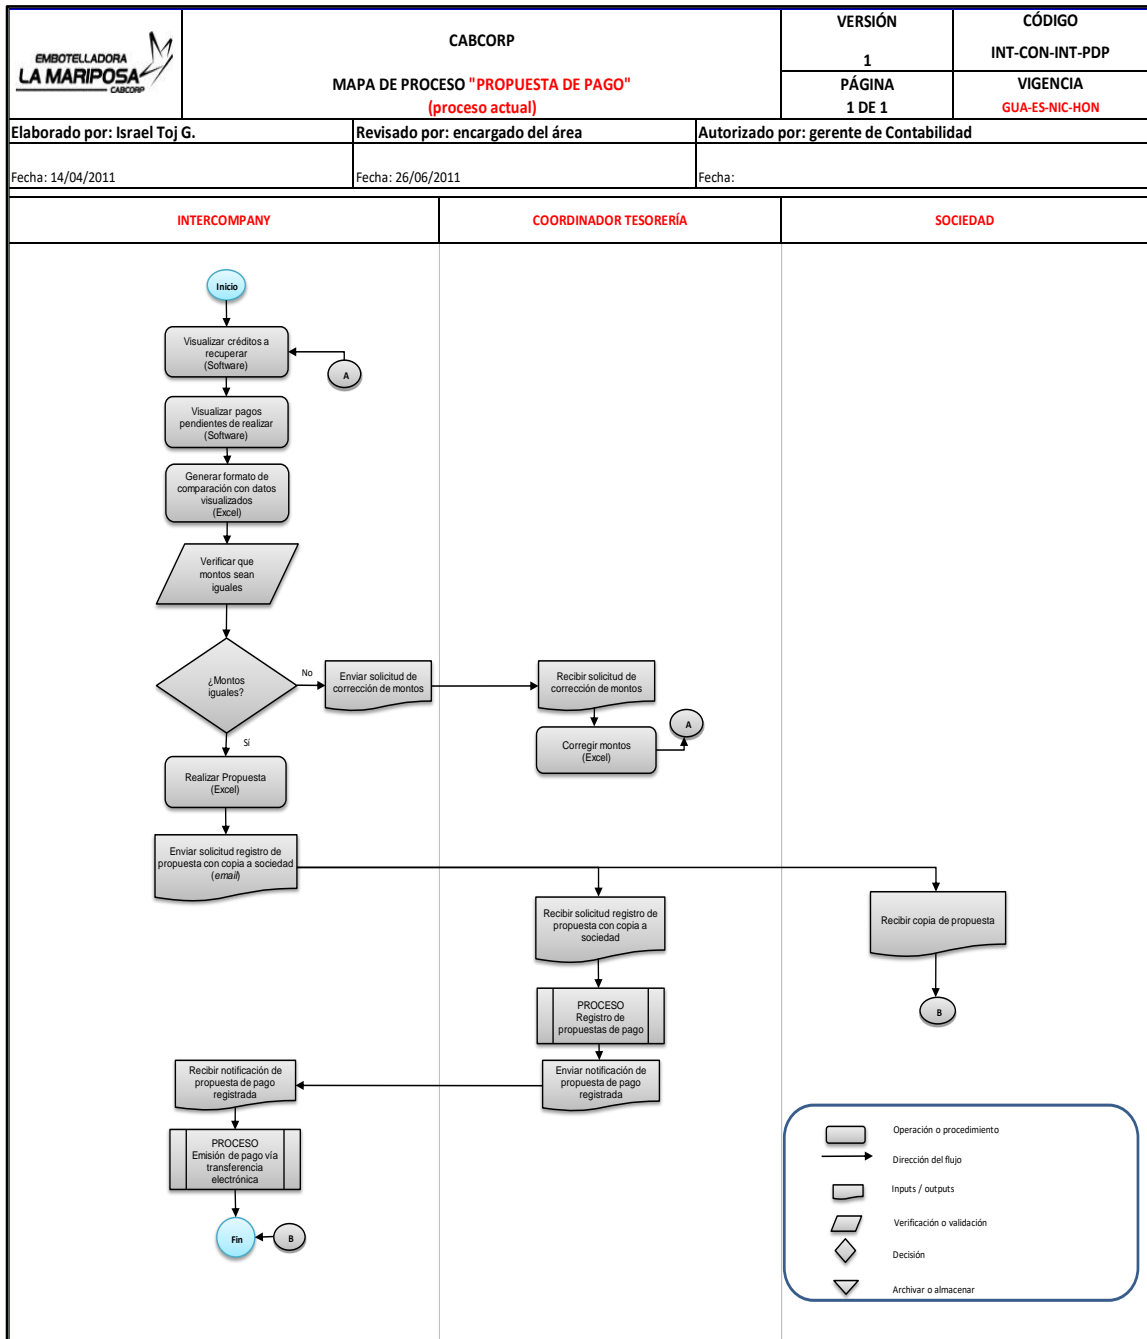 EMBOTELLADORA
LA MARIPOSA
CABCORP
CABCORP
MAPA DE PROCESO "PROPUESTA DE PAGO"
(proceso actual)
VERSIÓN
1
CÓDIGO
INT-CON-INT-PDP
PÁGINA
1 DE 1
VIGENCIA
GUA-ES-NIC-HON
Elaborado por: Israel Toj G.
Revisado por: encargado del área
Autorizado por: gerente de Contabilidad
Fecha: 14/04/2011
Fecha: 26/06/2011
Fecha:
INTERCOMPANY
COORDINADOR TESORERÍA
SOCIEDAD
Inicio
Visualizar créditos a
recuperar
(Software)
A
Visualizar pagos
pendientes de realizar
(Software)
Generar formato de
comparación con datos
visualizados
(Excel)
Verificar que
montos sean
iguales
¿Montos
iguales?
No
Enviar solicitud de
corrección de montos
Recibir solicitud de
corrección de montos
A
Corregir montos
(Excel)
Sí
Realizar Propuesta
(Excel)
Enviar solicitud registro de
propuesta con copia a sociedad
(email)
Recibir solicitud registro de
propuesta con copia a
sociedad
Recibir copia de propuesta
B
PROCESO
Registro de
propuestas de pago
Enviar notificación de
propuesta de pago
registrada
Recibir notificación de
propuesta de pago
registrada
PROCESO
Emisión de pago vía
transferencia
electrónica
Fin
B
Operación o procedimiento
Dirección del flujo
Inputs / outputs
Verificación o validación
Decisión
Archivar o almacenar